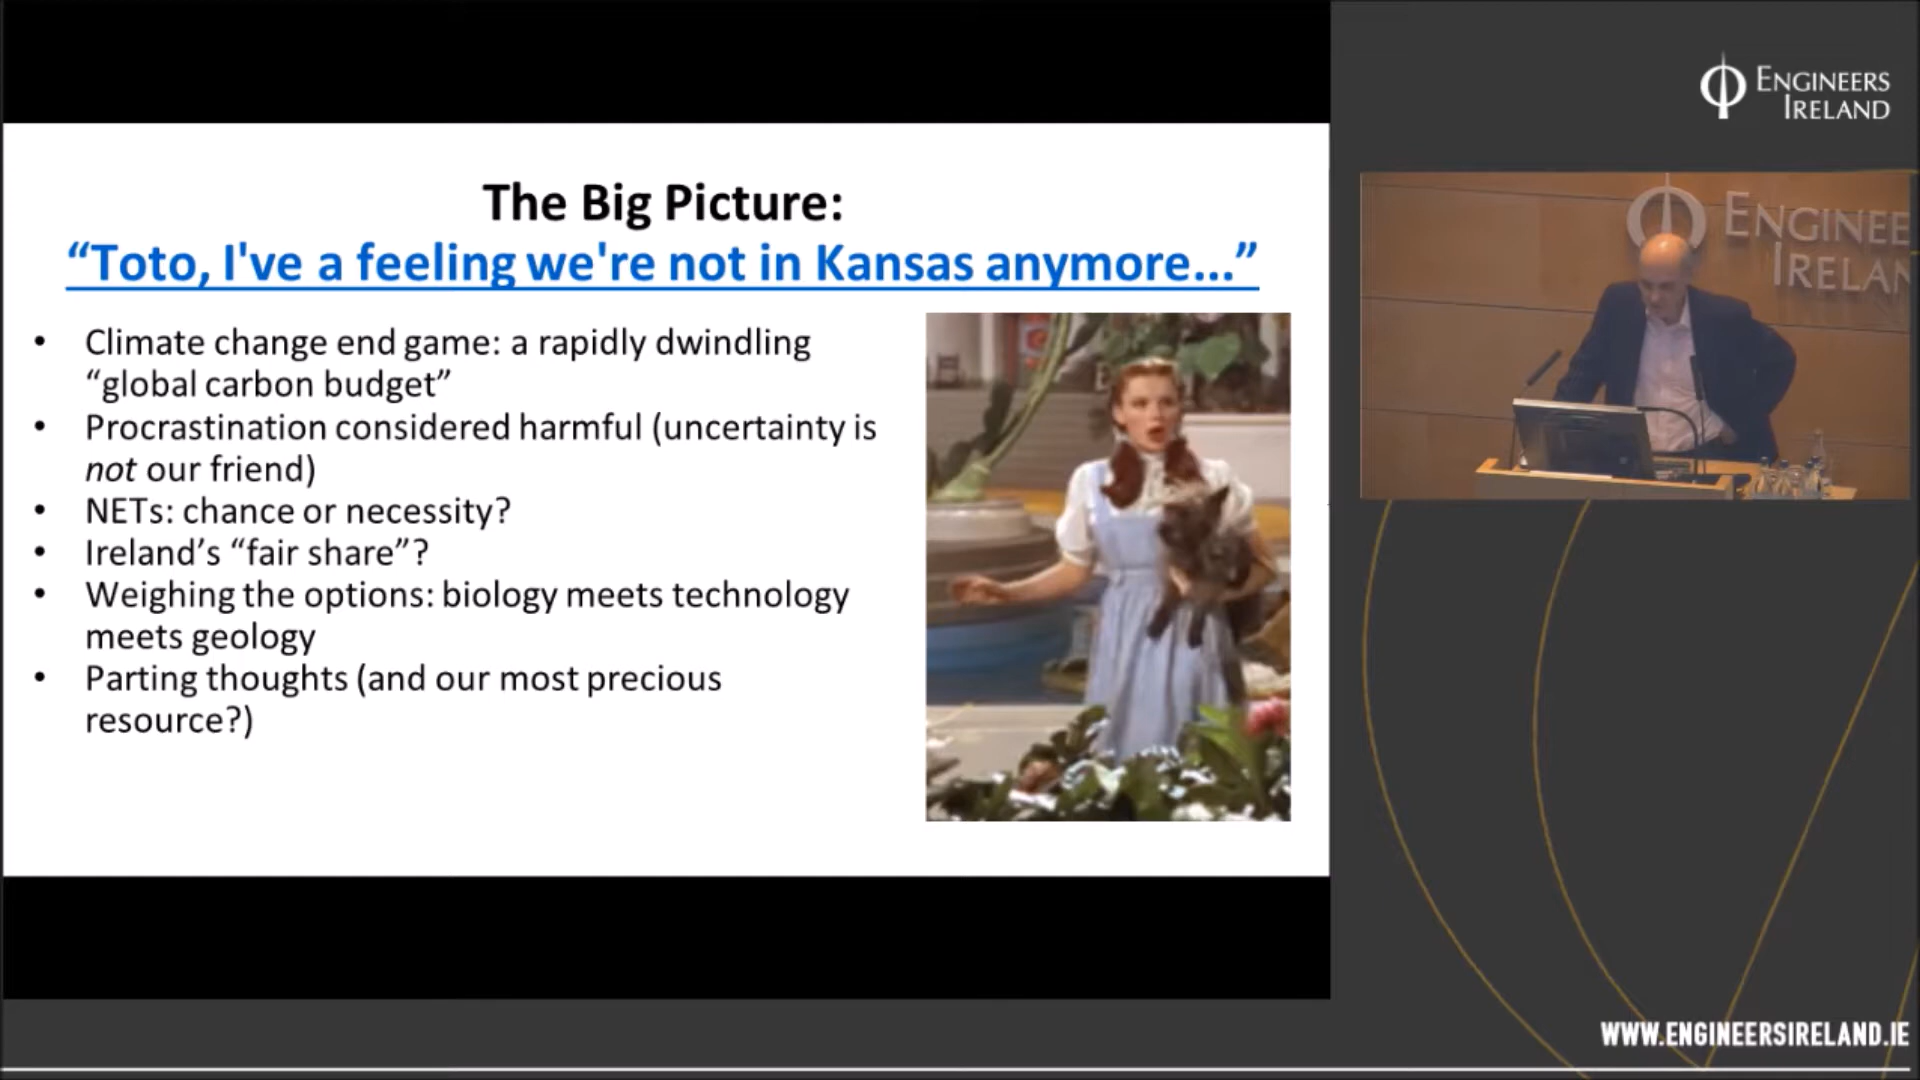 The Big Picture:
“Toto, I've a feeling we're not in Kansas anymore...”
• Climate change end game: a rapidly dwindling
“global carbon budget”
• Procrastination considered harmful (uncertainty is
not our friend)
• NETs: chance or necessity?
• Ireland’s “fair share”?
• Weighing the options: biology meets technology
meets geology
• Parting thoughts (and our most precious
resource?)
ENGINEERS
IRELAND
ENGINEE
IRELAN
WWW.ENGINEERSIRELAND.IE